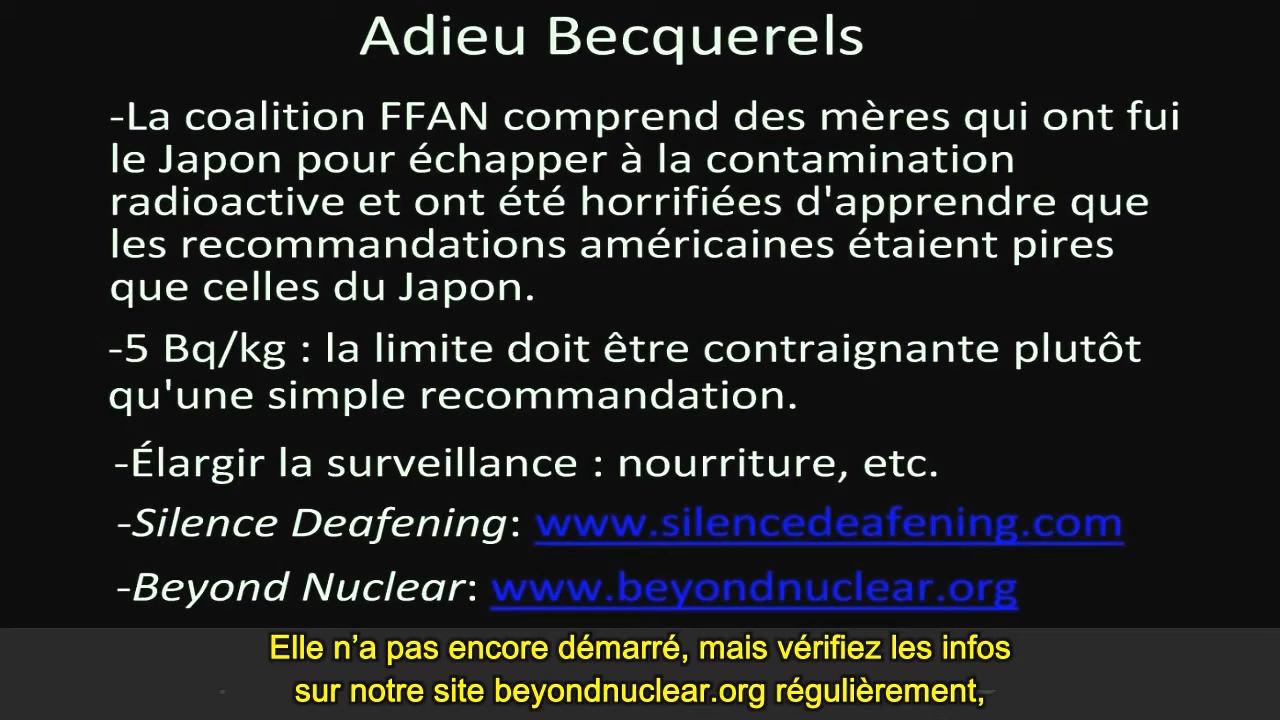 Adieu Becquerels
-La coalition FFAN comprend des mères qui ont fui
le Japon pour échapper à la contamination
radioactive et ont été horrifiées d'apprendre que
les recommandations américaines étaient pires
que celles du Japon.
-5 Bq/kg : la limite doit être contraignante plutôt
qu'une simple recommandation.
-Élargir la surveillance : nourriture, etc.
-Silence Deafening: www.silencedeafening.com
-Beyond Nuclear: www.beyondnuclear.org
Elle n’a pas encore démarré, mais vérifiez les infos
sur notre site beyondnuclear.org régulièrement,